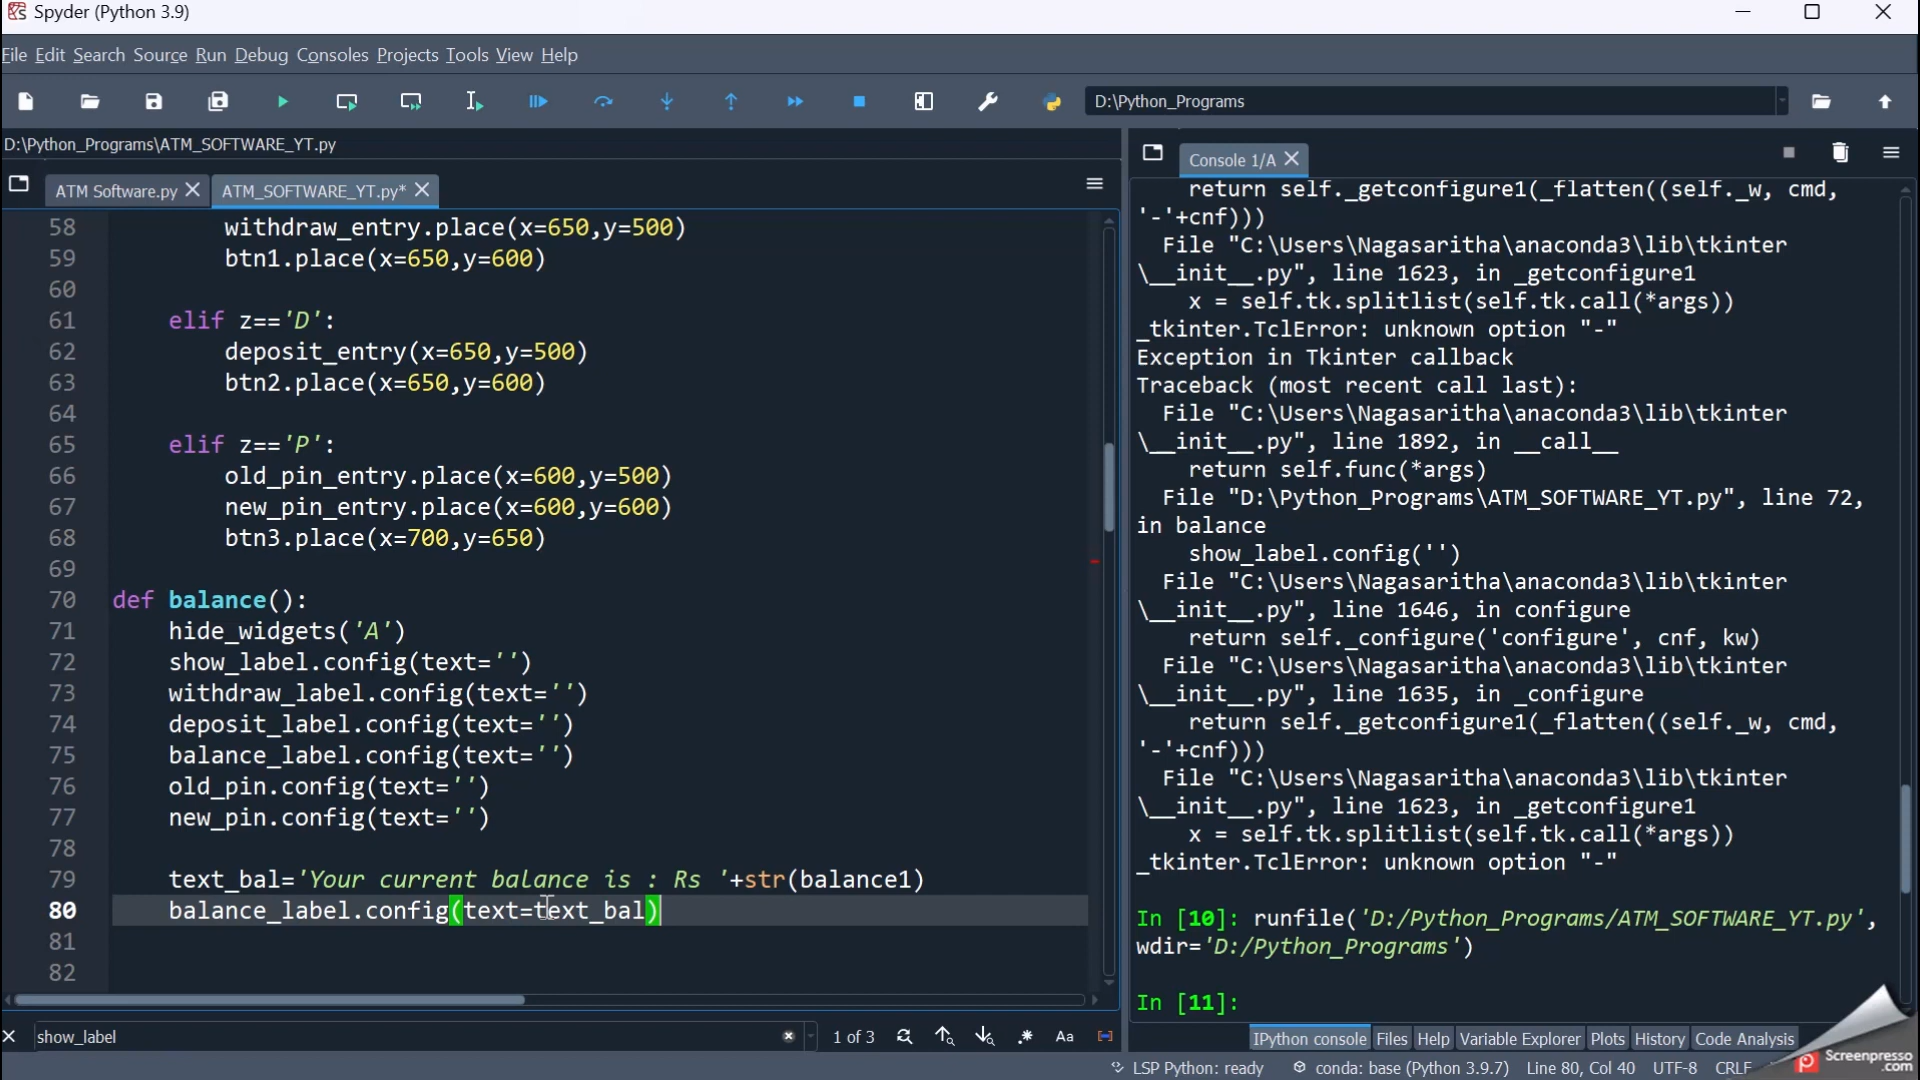 Spyder (Python 3.9)
File Edit Search Source Run Debug Consoles Projects Tools View Help
D:\Python_Programs
D:\Python_Programs\ATM_SOFTWARE_YT.py
ATM Software.py
ATM_SOFTWARE_YT.py*
58 withdraw_entry.place(x=650,y=500)
59 btn1.place(x=650,y=600)
60
61 elif z=='D':
62 deposit_entry(x=650,y=500)
63 btn2.place(x=650,y=600)
64
65 elif z=='P':
66 old_pin_entry.place(x=600,y=500)
67 new_pin_entry.place(x=600,y=600)
68 btn3.place(x=700,y=650)
69
70 def balance():
71 hide_widgets('A')
72 show_label.config(text='')
73 withdraw_label.config(text='')
74 deposit_label.config(text='')
75 balance_label.config(text='')
76 old_pin.config(text='')
77 new_pin.config(text='')
78
79 text_bal='Your current balance is : Rs '+str(balance1)
80 balance_label.config(text=text_bal)
81
82
show_label
1 of 3
Aa
Console 1/A
return self._getconfigure1(_flatten((self._w, cmd,
'-'+cnf)))
File "C:\Users\Nagasaritha\anaconda3\lib\tkinter
\__init__.py", line 1623, in _getconfigure1
x = self.tk.splitlist(self.tk.call(*args))
_tkinter.TclError: unknown option "-"
Exception in Tkinter callback
Traceback (most recent call last):
File "C:\Users\Nagasaritha\anaconda3\lib\tkinter
\__init__.py", line 1892, in __call__
return self.func(*args)
File "D:\Python_Programs\ATM_SOFTWARE_YT.py", line 72,
in balance
show_label.config('')
File "C:\Users\Nagasaritha\anaconda3\lib\tkinter
\__init__.py", line 1646, in configure
return self._configure('configure', cnf, kw)
File "C:\Users\Nagasaritha\anaconda3\lib\tkinter
\__init__.py", line 1635, in _configure
return self._getconfigure1(_flatten((self._w, cmd,
'-'+cnf)))
File "C:\Users\Nagasaritha\anaconda3\lib\tkinter
\__init__.py", line 1623, in _getconfigure1
x = self.tk.splitlist(self.tk.call(*args))
_tkinter.TclError: unknown option "-"
In [10]: runfile('D:/Python_Programs/ATM_SOFTWARE_YT.py',
wdir='D:/Python_Programs')
In [11]:
IPython console Files Help Variable Explorer Plots History Code Analysis
LSP Python: ready conda: base (Python 3.9.7) Line 80, Col 40 UTF-8 CRLF
Screenpresso
.com